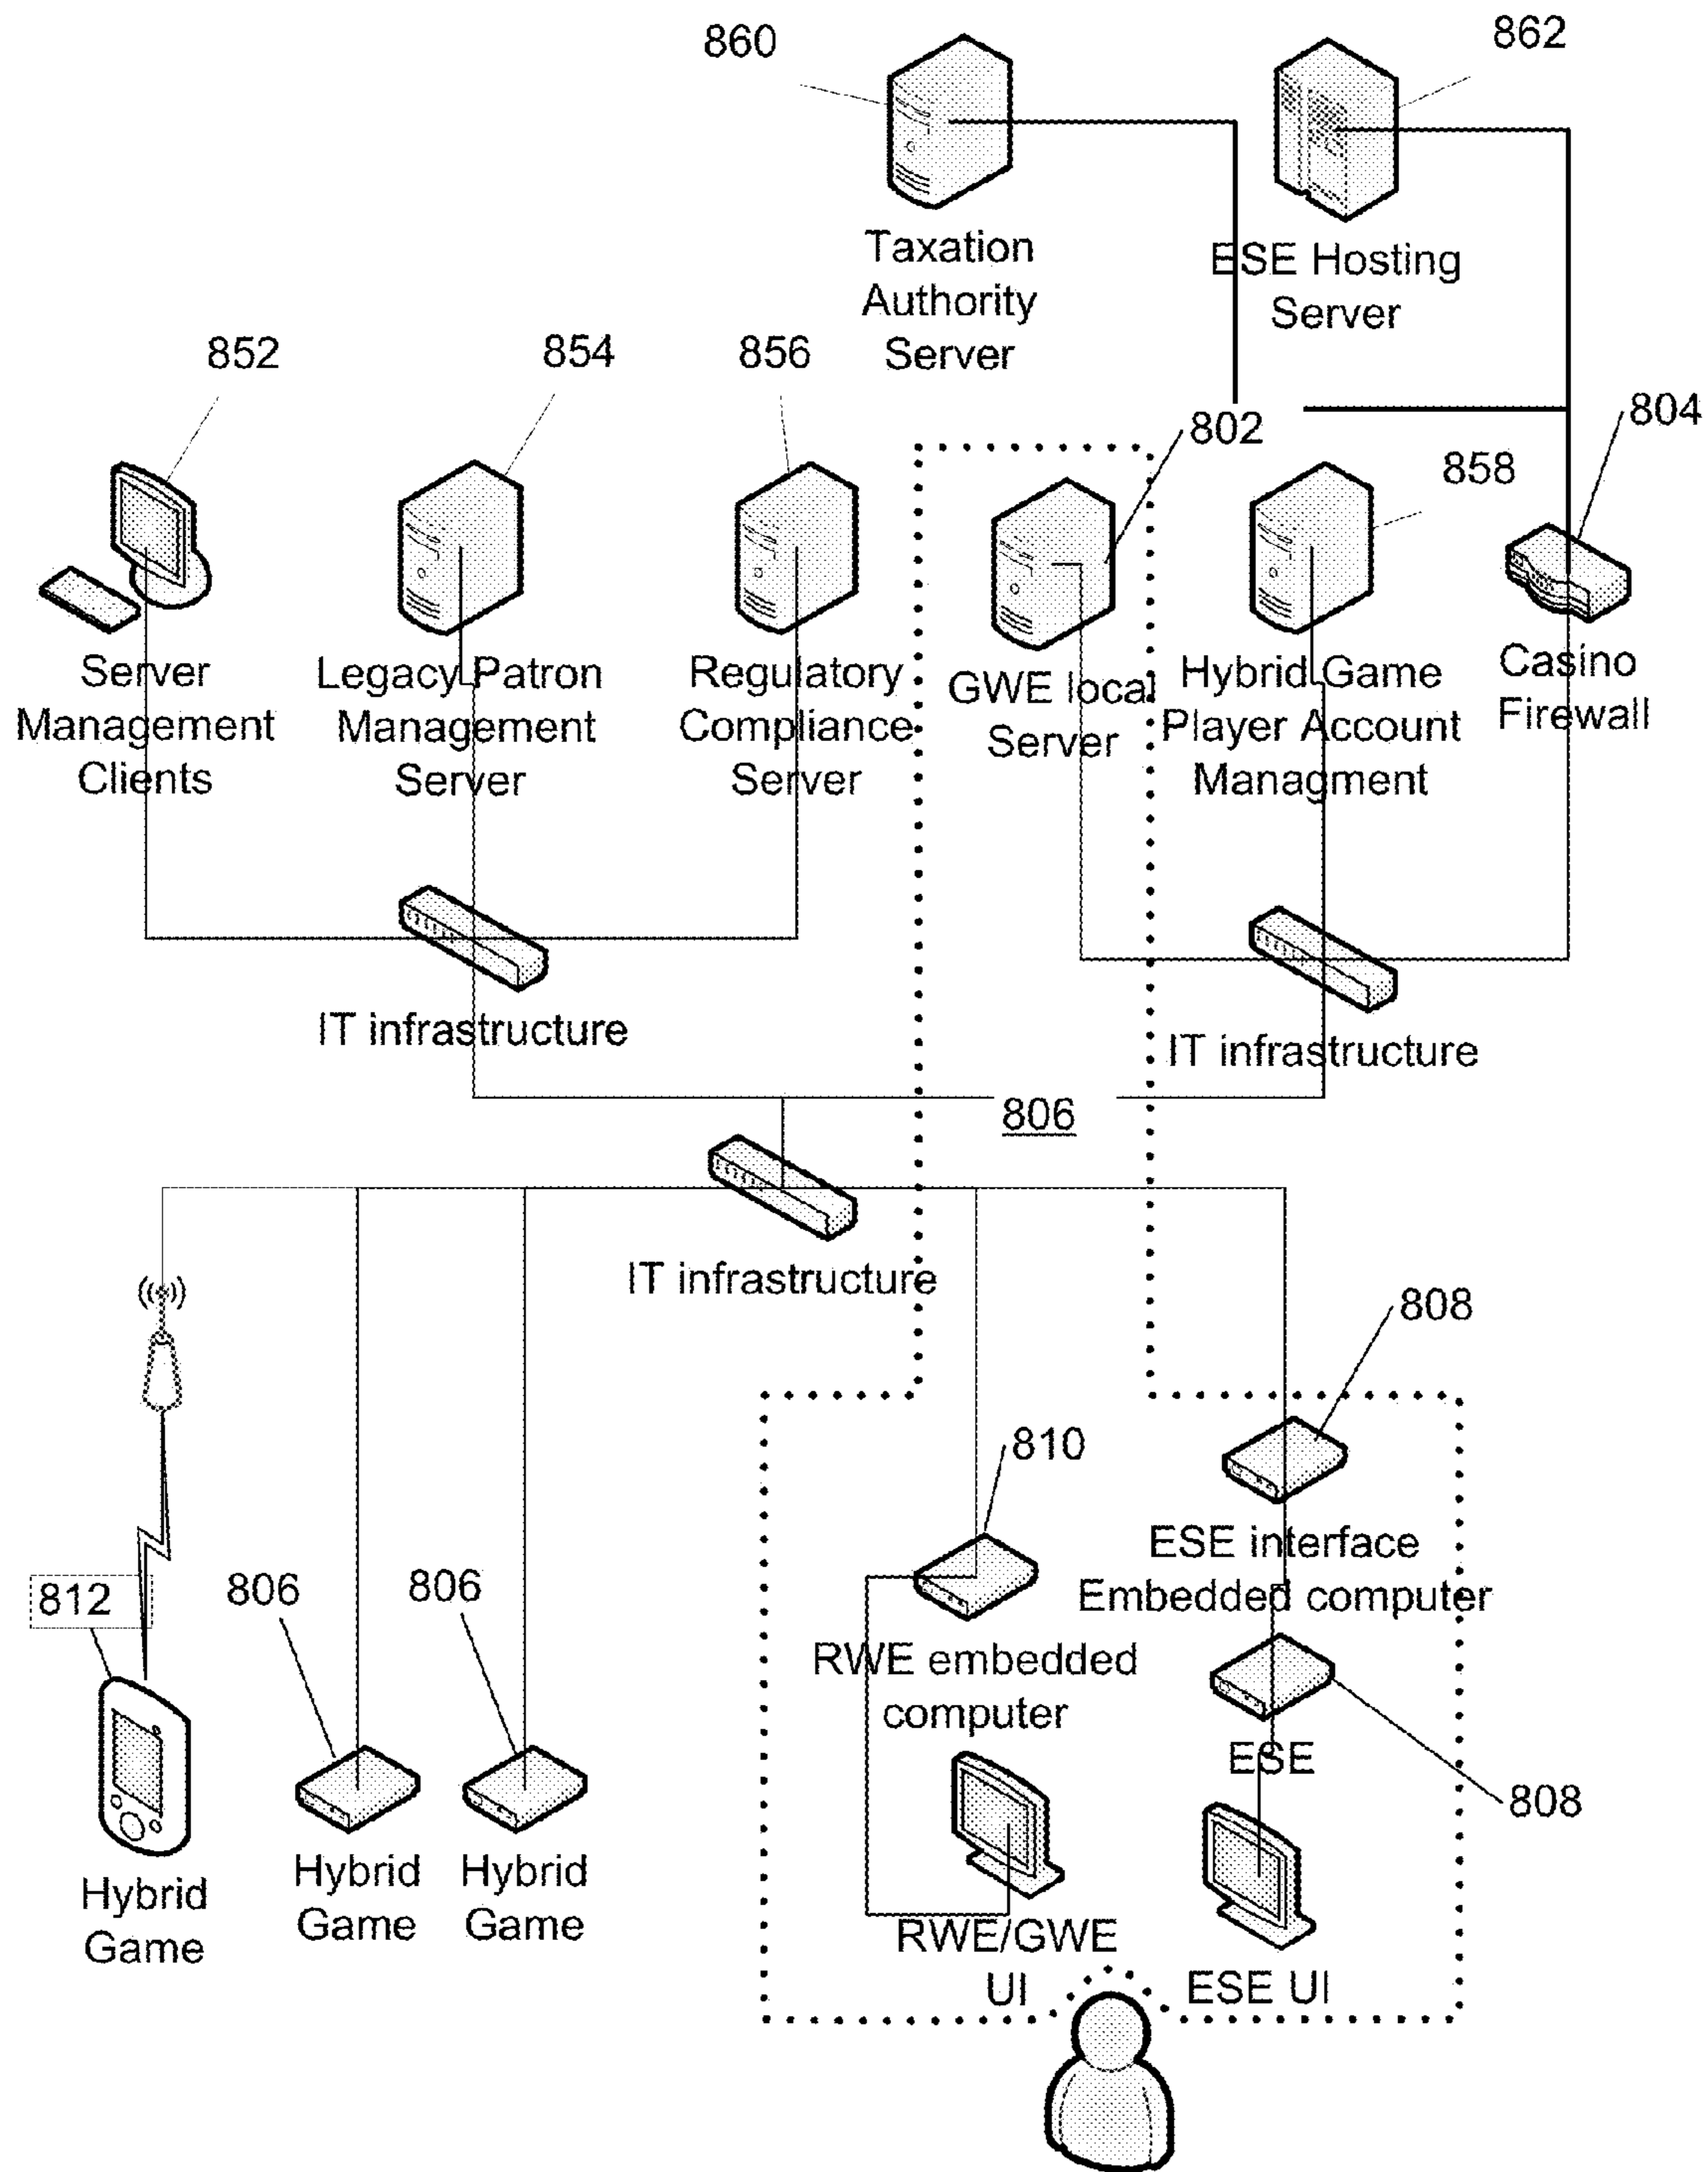 860
862
Taxation
Authority
Server
ESE Hosting
Server
852
854
856
802
804
858
Server
Management
Clients
Legacy Patron
Management
Server
Regulatory
Compliance
Server
GWE local
Server
Hybrid Game
Player Account
Managment
Casino
Firewall
IT infrastructure
IT infrastructure
806
IT infrastructure
808
810
ESE interface
Embedded computer
812
806
806
RWE embedded
computer
ESE
808
Hybrid
Game
Hybrid
Game
Hybrid
Game
RWE/GWE
UI
ESE UI